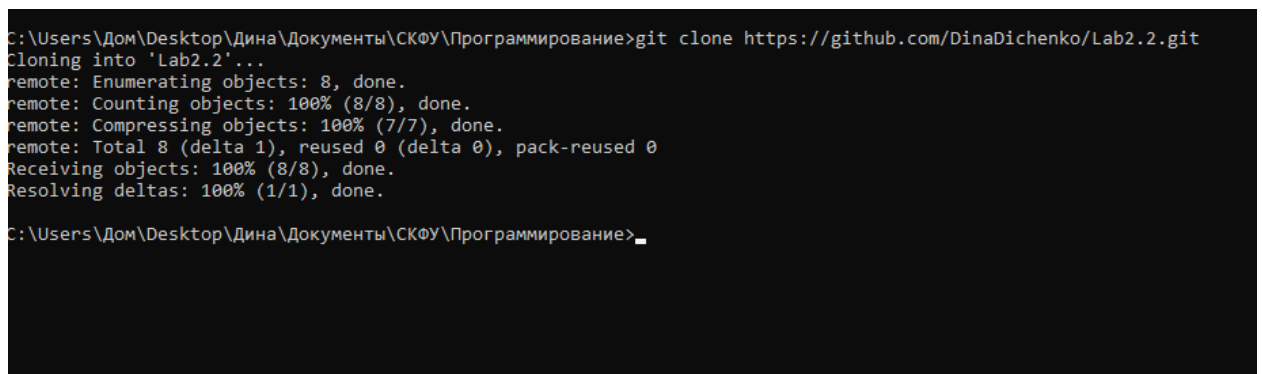 C:\Users\Дом\Desktop\Дина\Документы\СКФУ\Программирование>git clone https://github.com/DinaDichenko/Lab2.2.git
Cloning into 'Lab2.2'...
remote: Enumerating objects: 8, done.
remote: Counting objects: 100% (8/8), done.
remote: Compressing objects: 100% (7/7), done.
remote: Total 8 (delta 1), reused 0 (delta 0), pack-reused 0
Receiving objects: 100% (8/8), done.
Resolving deltas: 100% (1/1), done.
C:\Users\Дом\Desktop\Дина\Документы\СКФУ\Программирование>